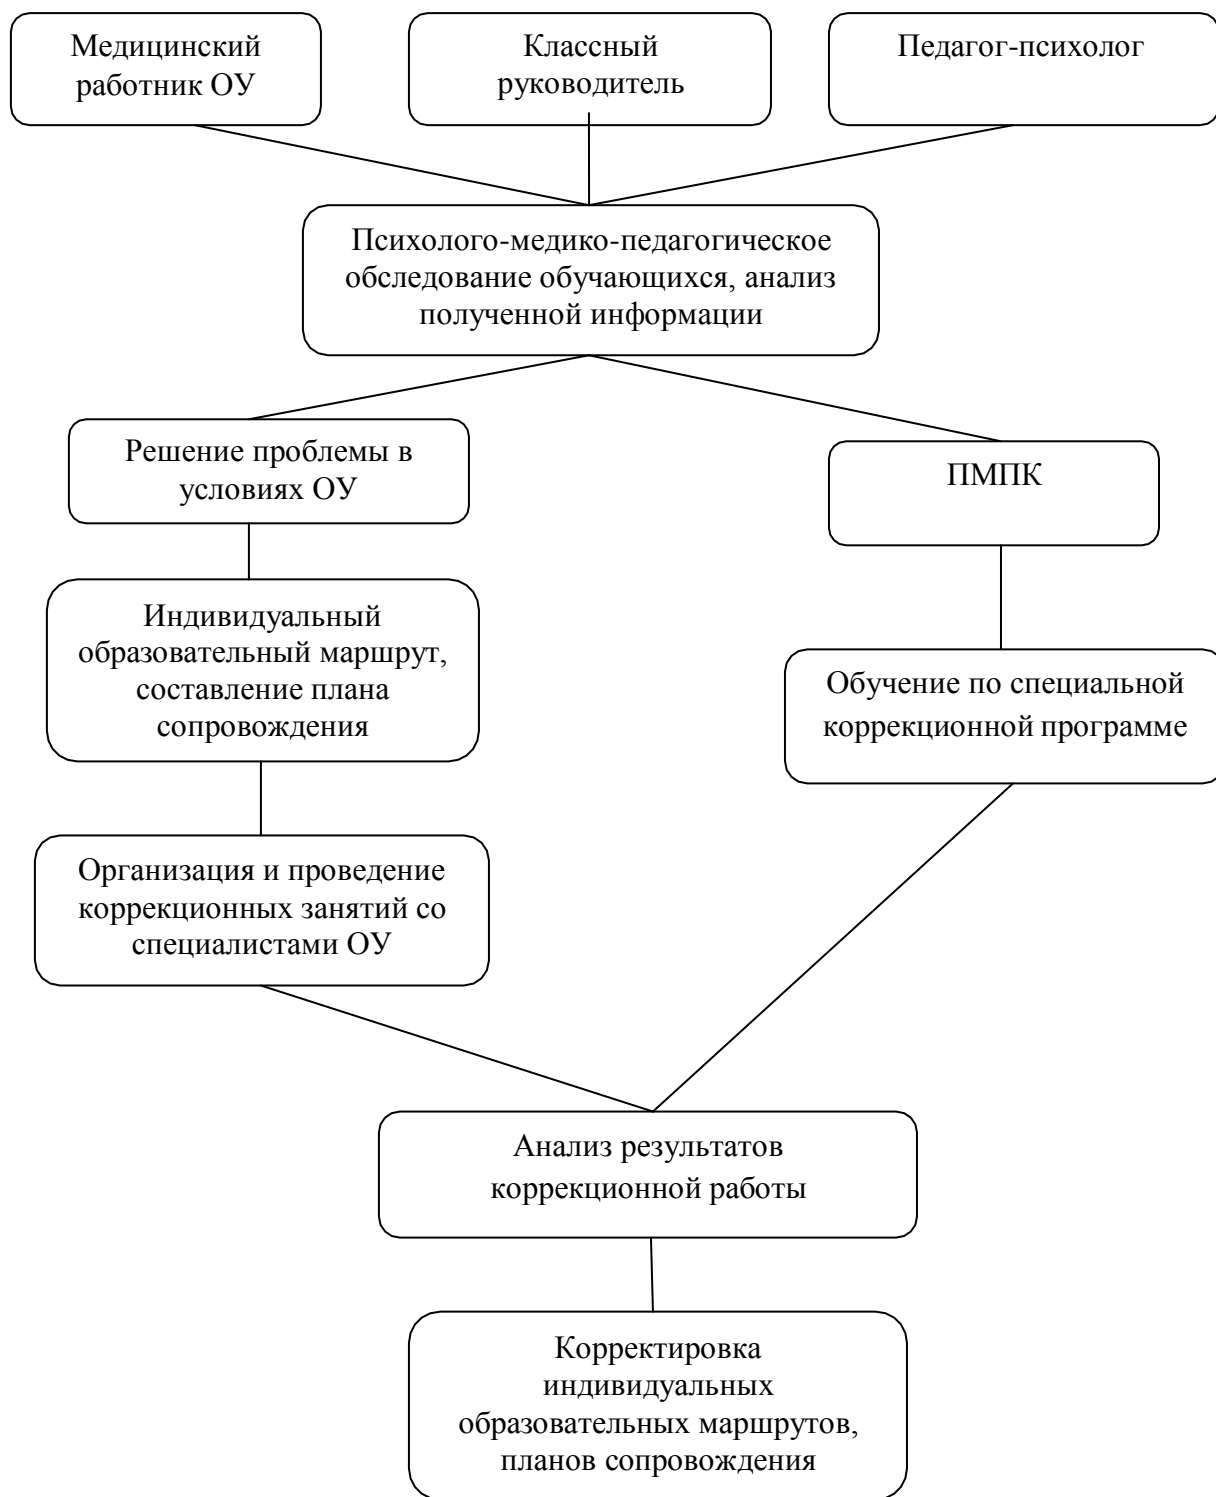 Медицинский
работник ОУ
Классный
руководитель
Педагог-психолог
Психолого-медико-педагогическое
обследование обучающихся, анализ
полученной информации
Решение проблемы в
условиях ОУ
ПМПК
Индивидуальный
образовательный маршрут,
составление плана
сопровождения
Обучение по специальной
коррекционной программе
Организация и проведение
коррекционных занятий со
специалистами ОУ
Анализ результатов
коррекционной работы
Корректировка
индивидуальных
образовательных маршрутов,
планов сопровождения